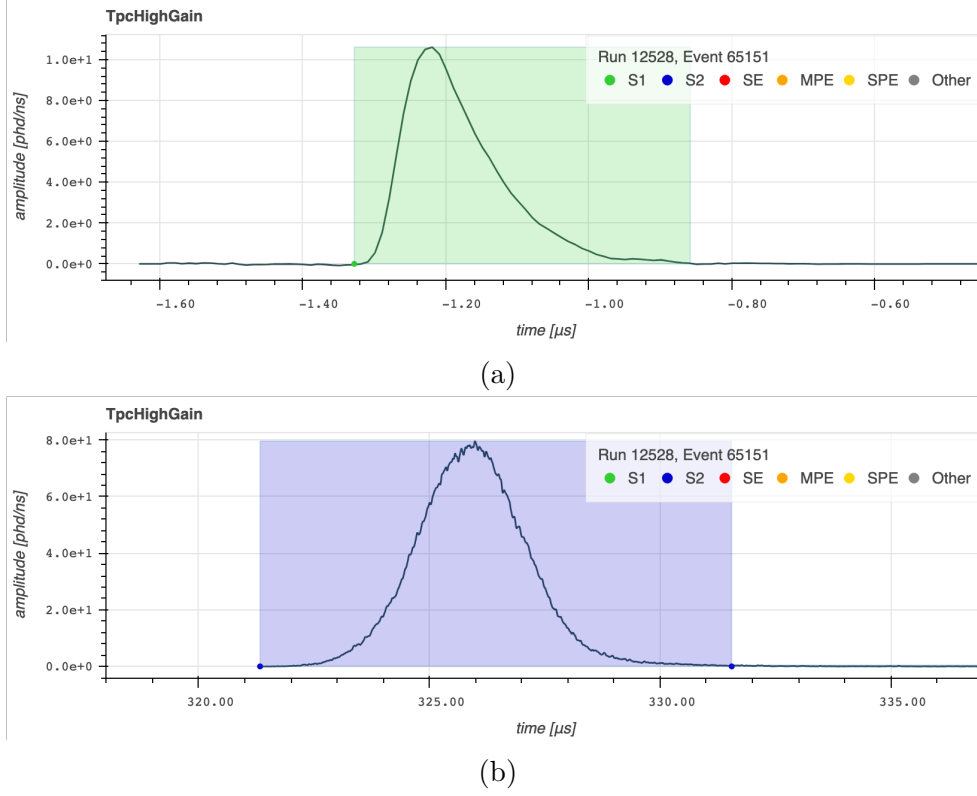 TpcHighGain
Run 12528, Event 65151
S1 S2 SE MPE SPE Other
amplitude [phd/ns]
1.0e+1
8.0e+0
6.0e+0
4.0e+0
2.0e+0
0.0e+0
-1.60 -1.40 -1.20 -1.00 -0.80 -0.60
time [μs]
(a)
TpcHighGain
Run 12528, Event 65151
S1 S2 SE MPE SPE Other
amplitude [phd/ns]
8.0e+1
6.0e+1
4.0e+1
2.0e+1
0.0e+0
320.00 325.00 330.00 335.00
time [μs]
(b)